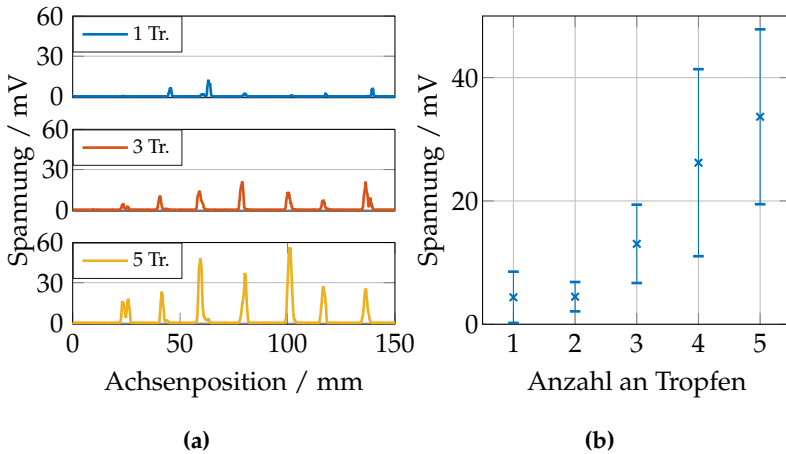 60
30
0
1 Tr.
60
30
0
3 Tr.
60
30
0
5 Tr.
0 50 100 150
Spannung / mV
Achsenposition / mm
(a)
40
20
0
1 2 3 4 5
Spannung / mV
Anzahl an Tropfen
(b)